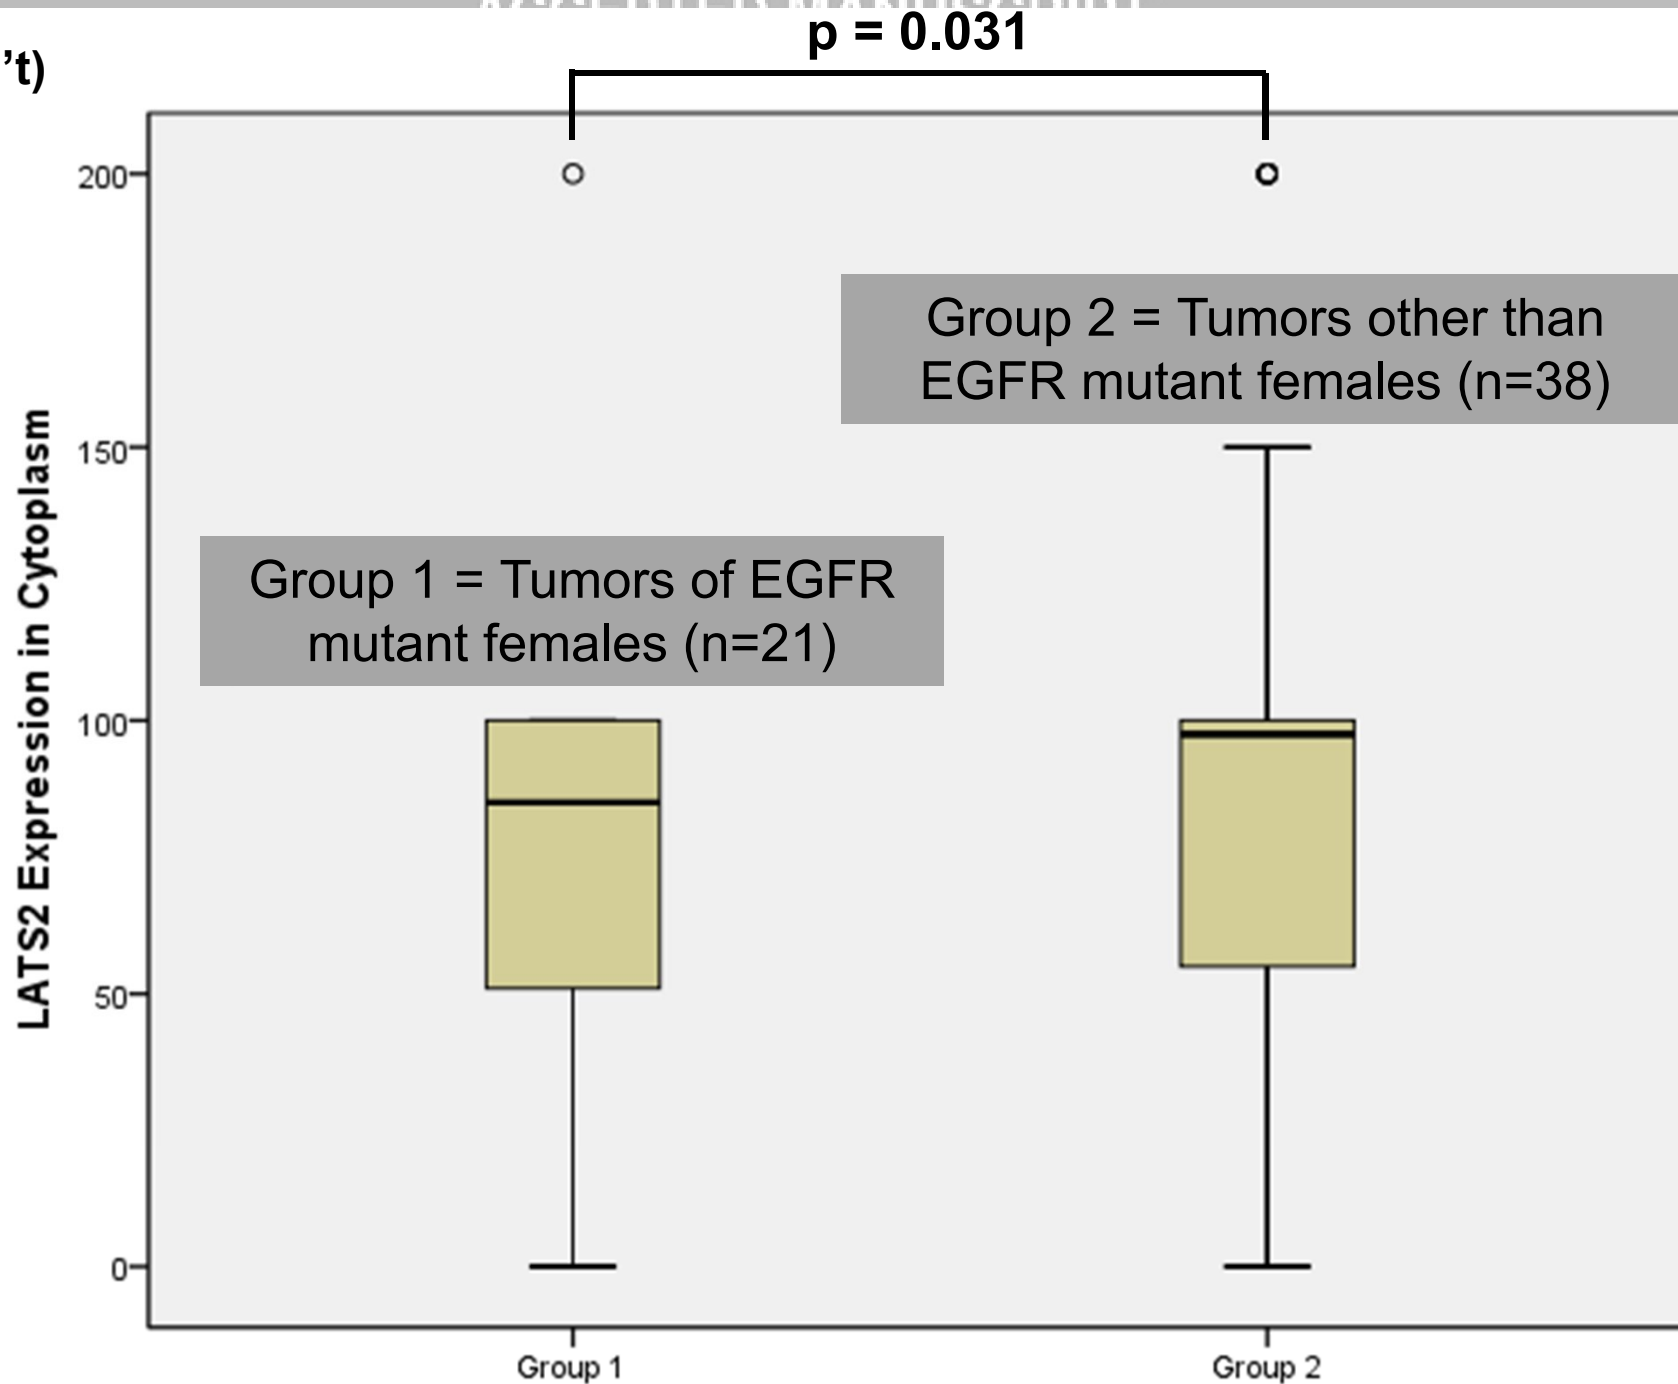 p = 0.031
’t)
200
Group 2 = Tumors other than
EGFR mutant females (n=38)
150
Group 1 = Tumors of EGFR
mutant females (n=21)
100
50
0
LATS2 Expression in Cytoplasm
Group 1
Group 2